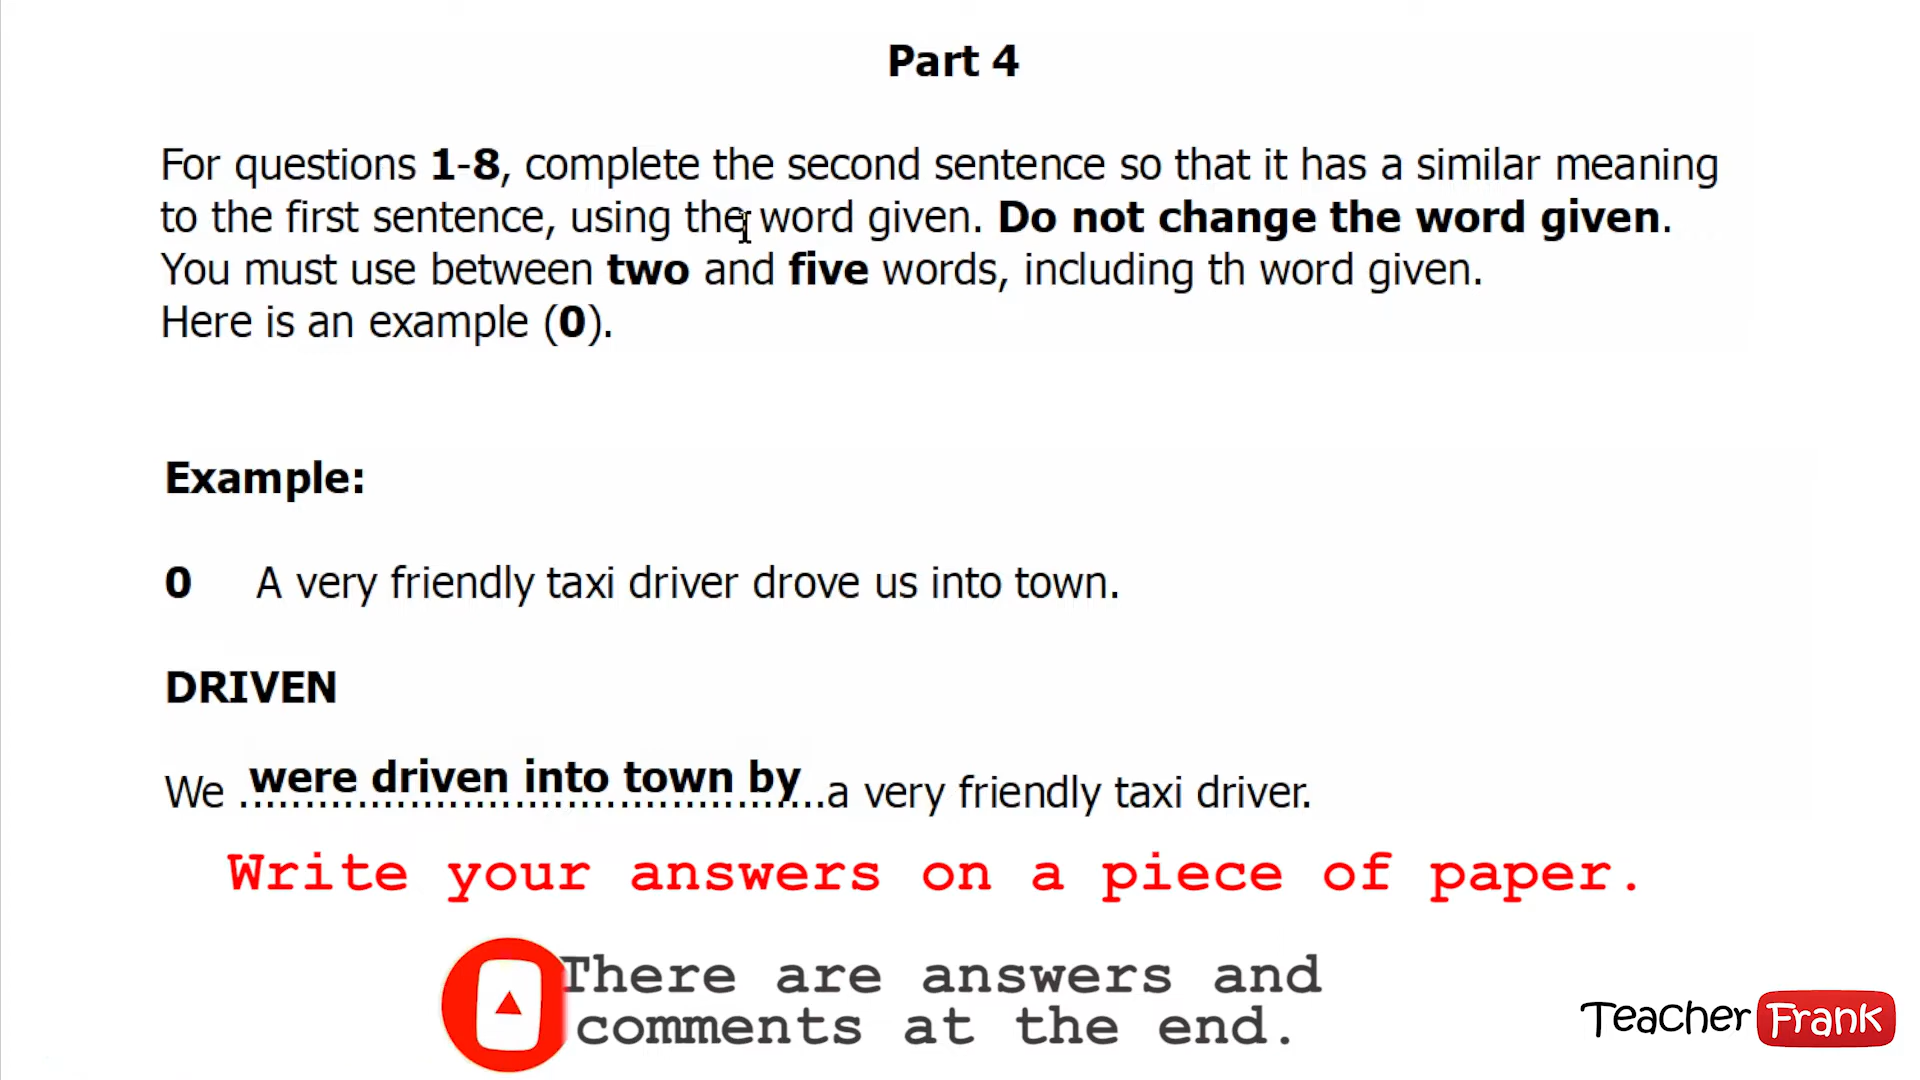 Part 4
For questions 1-8, complete the second sentence so that it has a similar meaning
to the first sentence, using the word given. Do not change the word given.
You must use between two and five words, including th word given.
Here is an example (0).
Example:
0 A very friendly taxi driver drove us into town.
DRIVEN
We were driven into town by a very friendly taxi driver.
Write your answers on a piece of paper.
There are answers and
comments at the end.
Teacher Frank